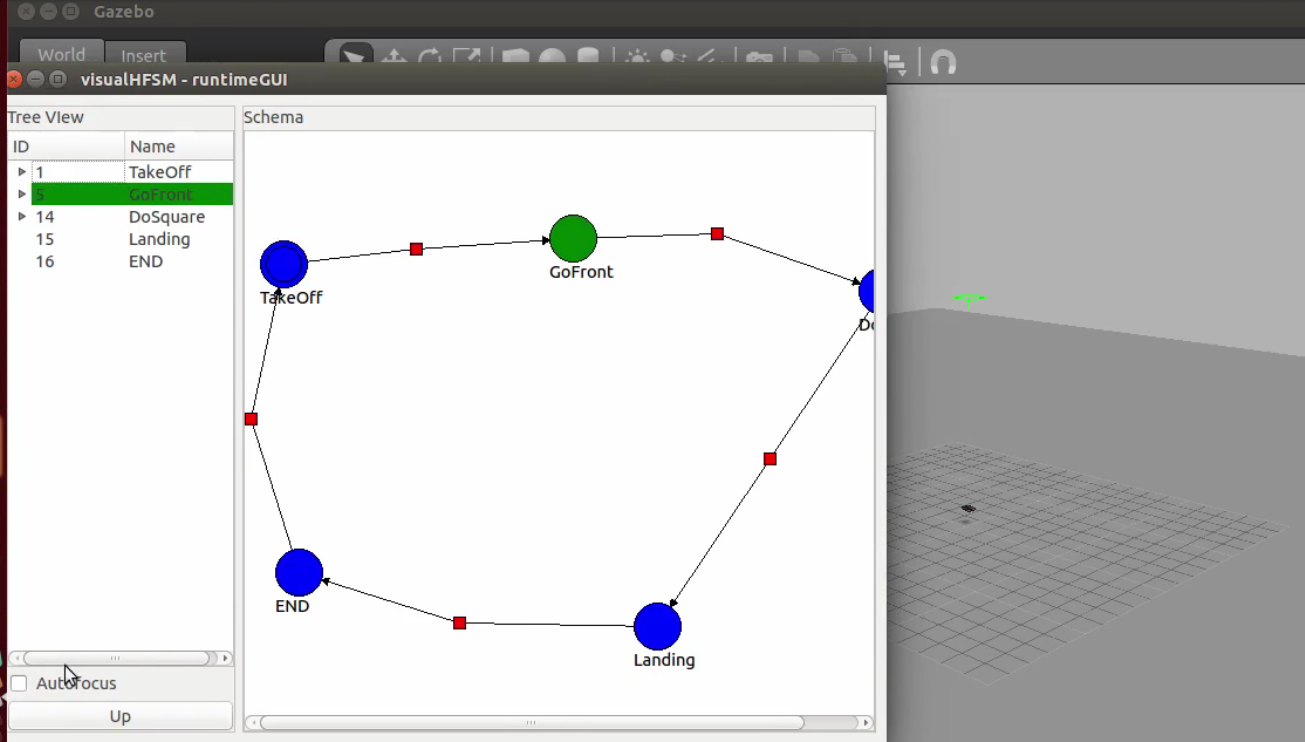 Gazebo
World Insert
visualHFSM - runtimeGUI
Tree VIew
Schema
ID Name
1 TakeOff
5 GoFront
14 DoSquare
15 Landing
16 END
TakeOff
GoFront
END
Landing
Autofocus
Up